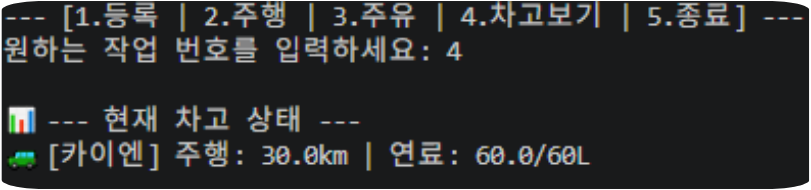 --- [1.등록 | 2.주행 | 3.주유 | 4.차고보기 | 5.종료] ---
원하는 작업 번호를 입력하세요: 4
📊 --- 현재 차고 상태 ---
🚙 [카이엔] 주행: 30.0km | 연료: 60.0/60L